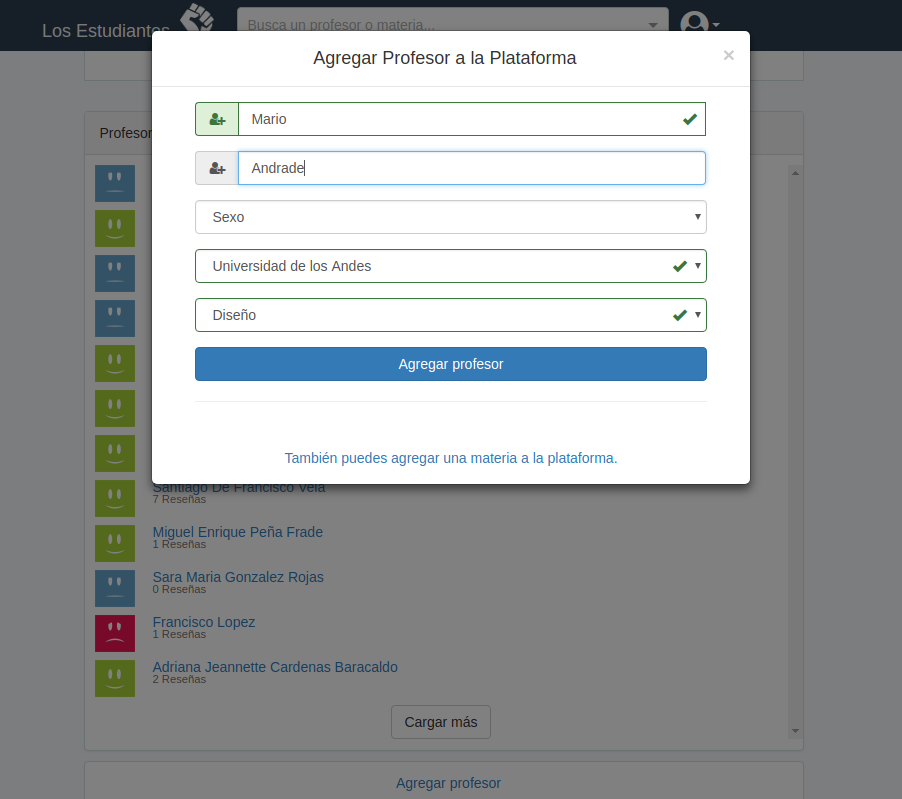 Los Estudiantes
Busca un profesor o materia...
Agregar Profesor a la Plataforma
×
Profesor
Mario
Andrade
Sexo
Universidad de los Andes
Diseño
Agregar profesor
También puedes agregar una materia a la plataforma.
Santiago De Francisco Vela
7 Reseñas
Miguel Enrique Peña Frade
1 Reseñas
Sara Maria Gonzalez Rojas
0 Reseñas
Francisco Lopez
1 Reseñas
Adriana Jeannette Cardenas Baracaldo
2 Reseñas
Cargar más
Agregar profesor